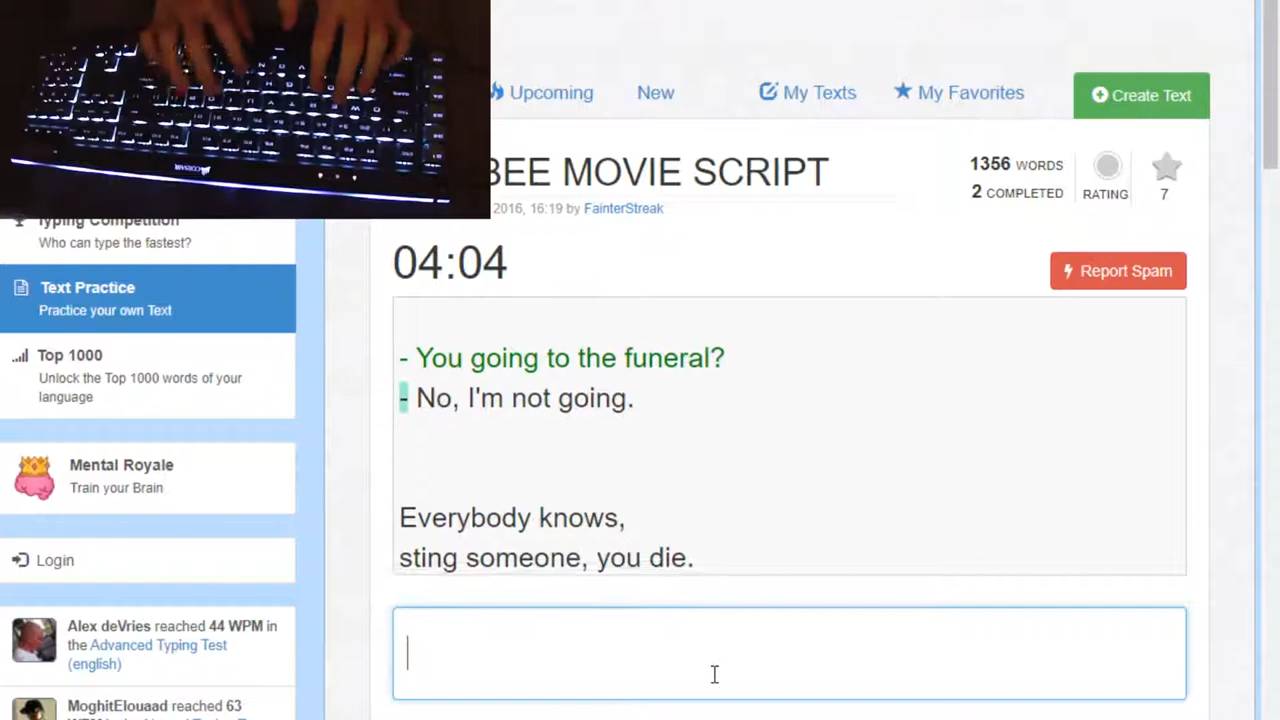 Upcoming
New
My Texts
My Favorites
Create Text
BEE MOVIE SCRIPT
1356 WORDS
2 COMPLETED
RATING
7
2016, 16:19 by FainterStreak
04:04
Report Spam
Typing Competition
Who can type the fastest?
Text Practice
Practice your own Text
Top 1000
Unlock the Top 1000 words of your
language
Mental Royale
Train your Brain
Login
Alex deVries reached 44 WPM in
the Advanced Typing Test
(english)
MoghitElouaad reached 63
- You going to the funeral?
- No, I'm not going.
Everybody knows,
sting someone, you die.
CORSAIR